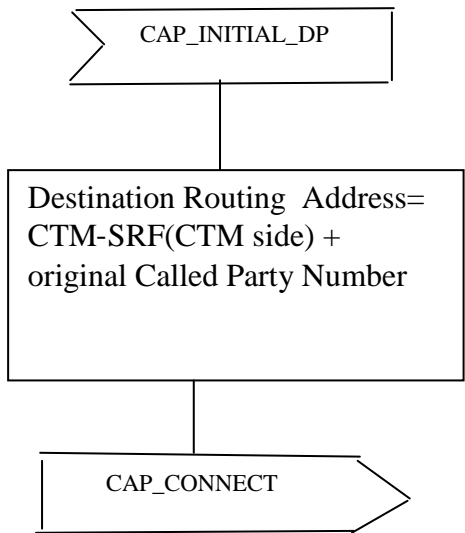 CAP_INITIAL_DP
Destination Routing Address=
CTM-SRF(CTM side) +
original Called Party Number
CAP_CONNECT